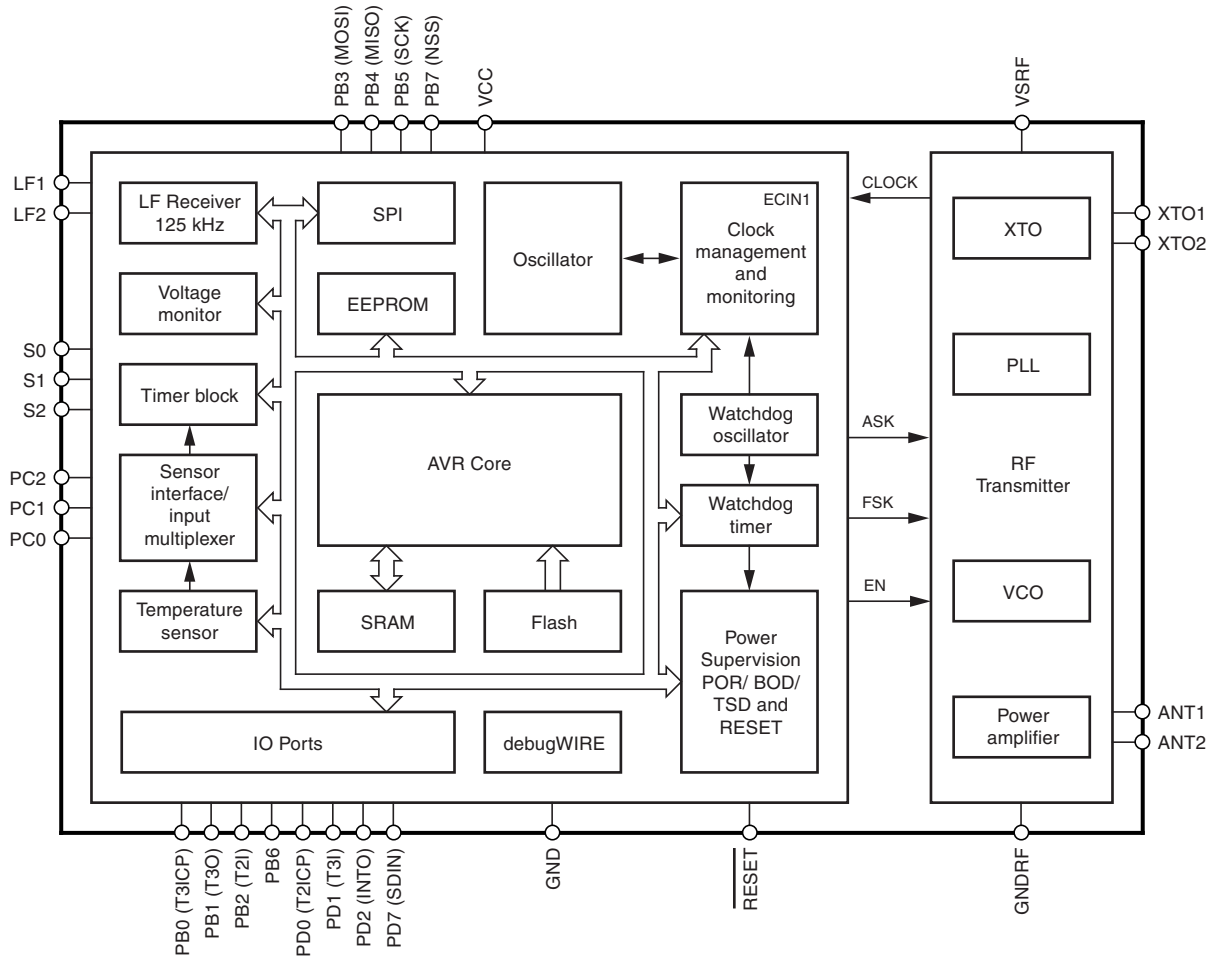 PB3 (MOSI)
PB4 (MISO)
PB5 (SCK)
PB7 (NSS)
VCC
VSRF
LF1
LF2
S0
S1
S2
PC2
PC1
PC0
LF Receiver
125 kHz
SPI
Oscillator
ECIN1
Clock
management
and
monitoring
Voltage
monitor
EEPROM
Timer block
AVR Core
Watchdog
oscillator
Sensor
interface/
input
multiplexer
Watchdog
timer
Temperature
sensor
SRAM
Flash
Power
Supervision
POR/ BOD/
TSD and
RESET
IO Ports
debugWIRE
CLOCK
ASK
FSK
EN
XTO
PLL
RF
Transmitter
VCO
Power
amplifier
XTO1
XTO2
ANT1
ANT2
PB0 (T3ICP)
PB1 (T3O)
PB2 (T2I)
PB6
PD0 (T2ICP)
PD1 (T3I)
PD2 (INTO)
PD7 (SDIN)
GND
RESET
GNDRF